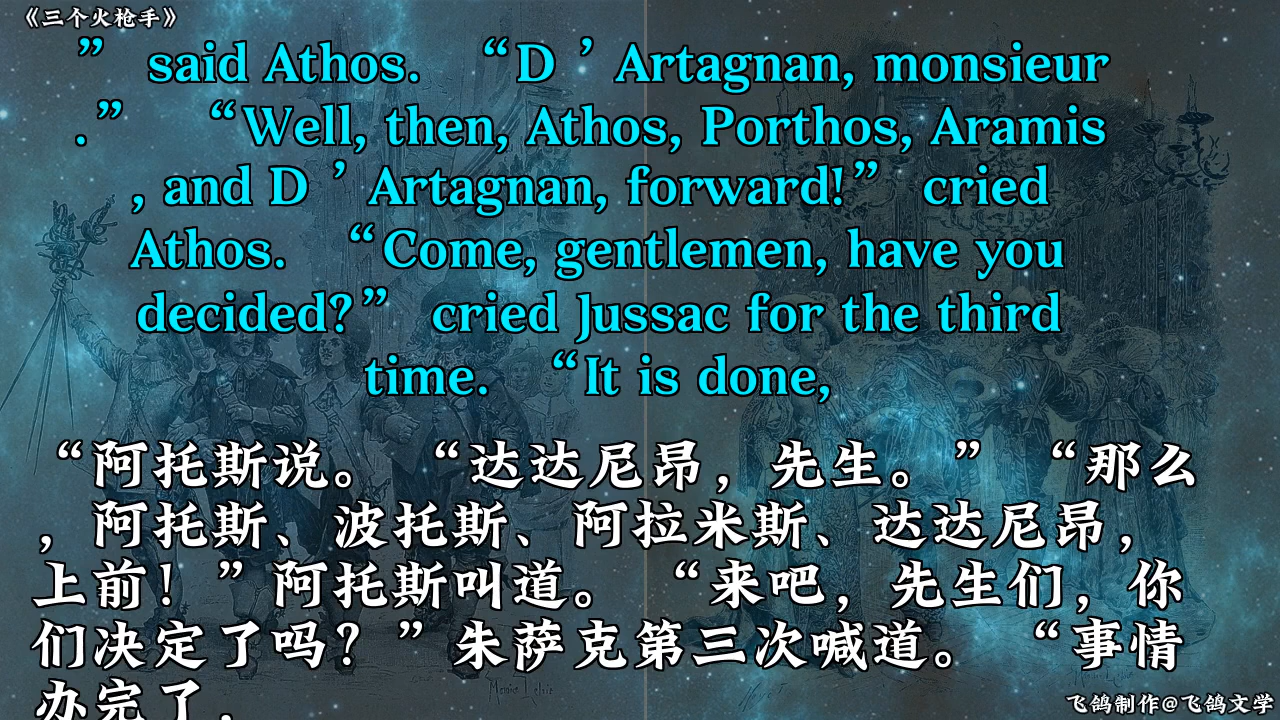 《三个火枪手》
” said Athos. “D ’ Artagnan, monsieur
.” “Well, then, Athos, Porthos, Aramis
, and D ’ Artagnan, forward!” cried
Athos. “Come, gentlemen, have you
decided?” cried Jussac for the third
time. “It is done,
“阿托斯说。 “达达尼昂，先生。” “那么
，阿托斯、波托斯、阿拉米斯、达达尼昂，
上前！”阿托斯叫道。 “来吧，先生们，你
们决定了吗？”朱萨克第三次喊道。 “事情
办完了，
飞鸽制作@飞鸽文学